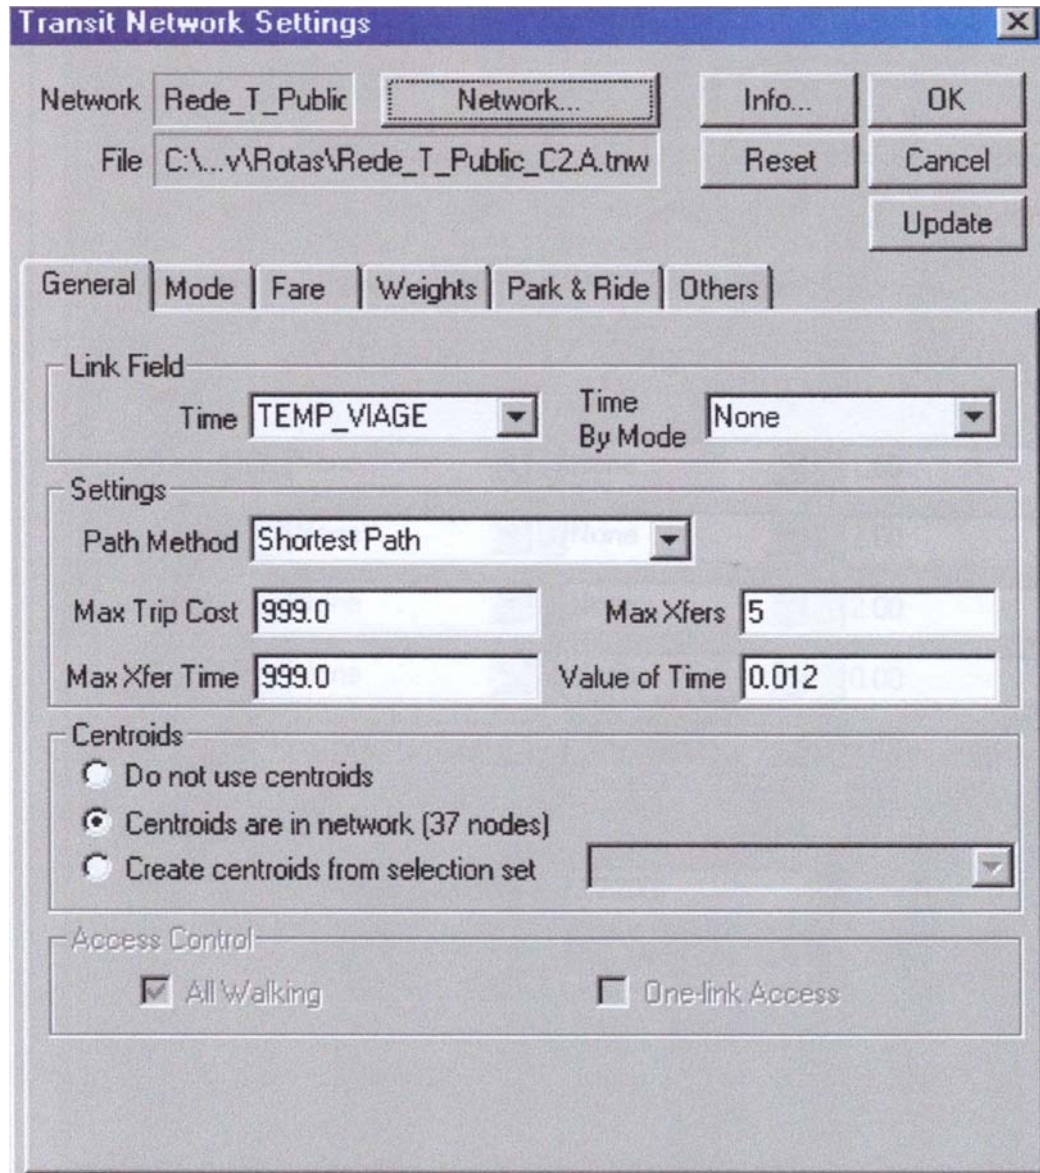 Transit Network Settings
Network Rede_T_Public Network... Info... OK
File C:\...v\Rotas\Rede_T_Public_C2.A.tnw Reset Cancel
Update
General Mode Fare Weights Park & Ride Others
Link Field
Time TEMP_VIAGE Time By Mode None
Settings
Path Method Shortest Path
Max Trip Cost 999.0 Max Xfers 5
Max Xfer Time 999.0 Value of Time 0.012
Centroids
Do not use centroids
Centroids are in network (37 nodes)
Create centroids from selection set
Access Control
All Walking One-link Access